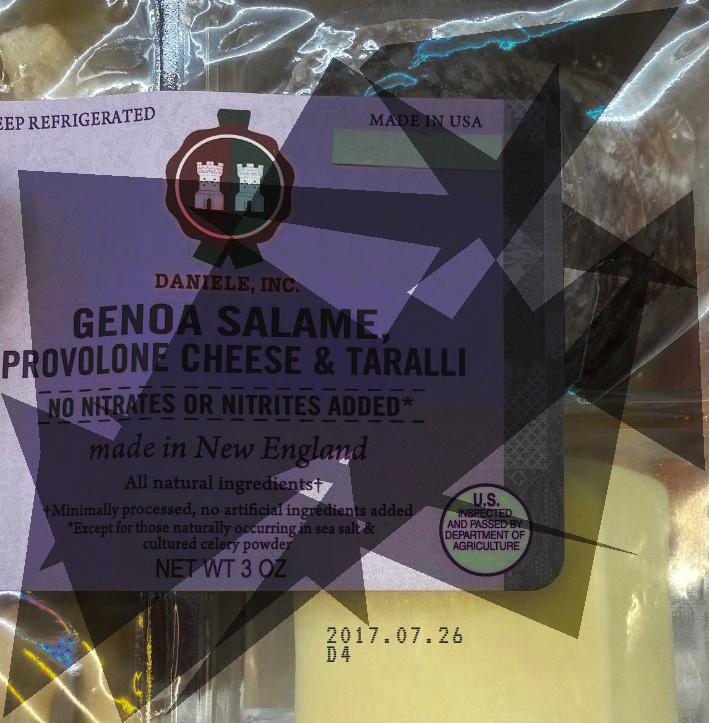 EEP REFRIGERATED
MADE IN USA
DANIELE, INC.
GENOA SALAME,
PROVOLONE CHEESE & TARALLI
NO NITRATES OR NITRITES ADDED*
made in New England
All natural ingredients†
†Minimally processed, no artificial ingredients added
*Except for those naturally occurring in sea salt &
cultured celery powder
NET WT 3 OZ
U.S.
INSPECTED
AND PASSED BY
DEPARTMENT OF
AGRICULTURE
2017.07.26
D4